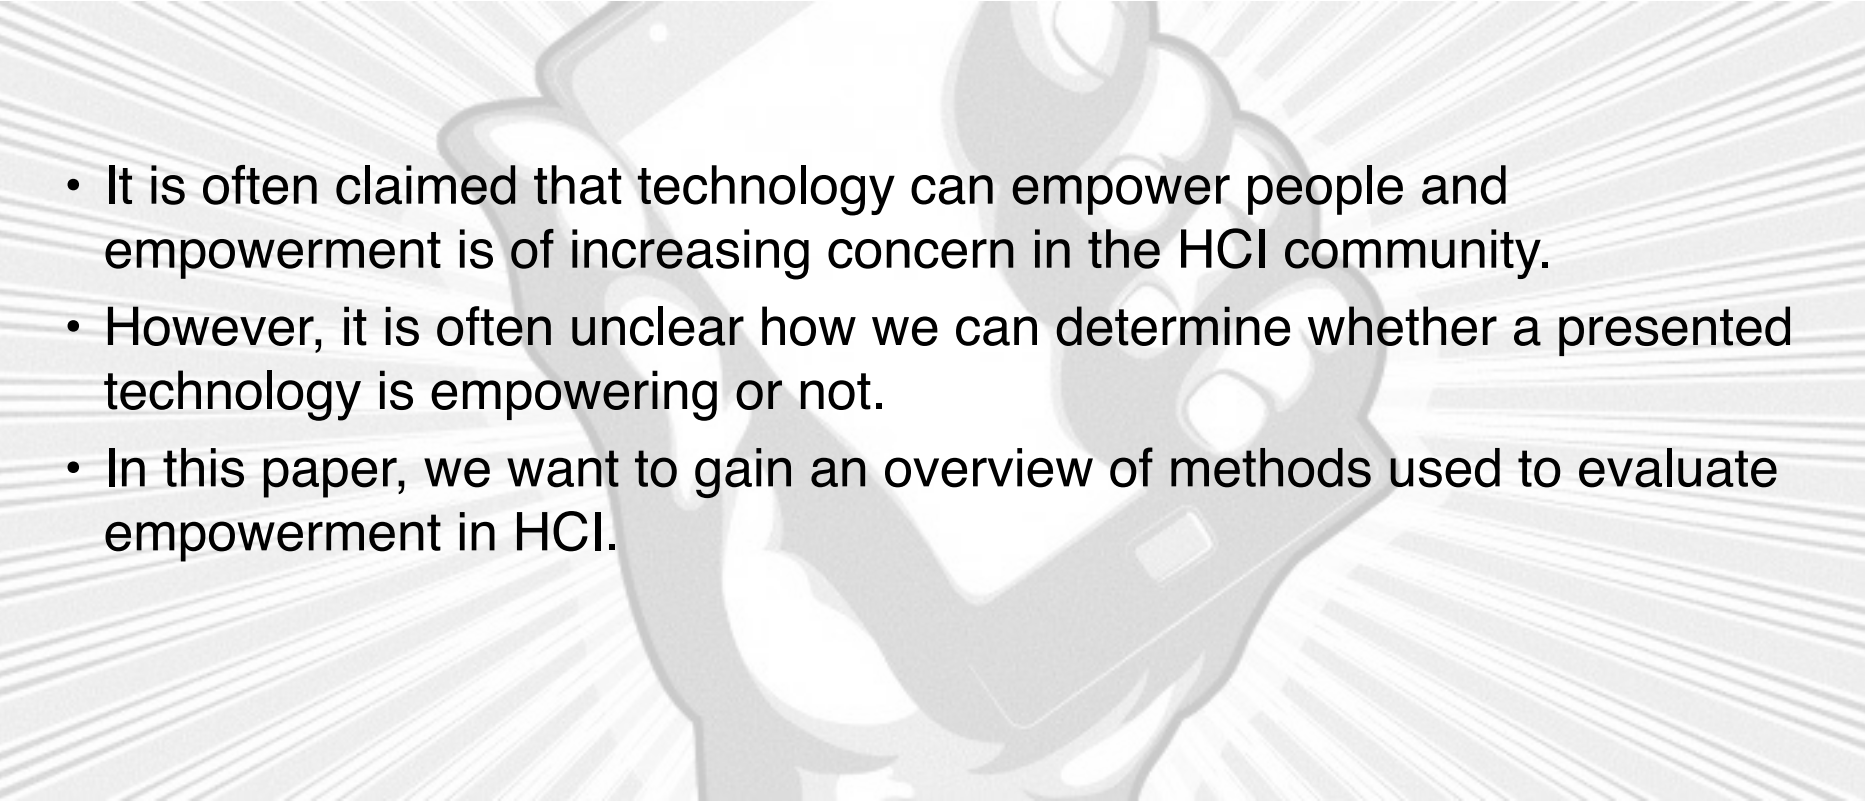 • It is often claimed that technology can empower people and
empowerment is of increasing concern in the HCI community.
• However, it is often unclear how we can determine whether a presented
technology is empowering or not.
• In this paper, we want to gain an overview of methods used to evaluate
empowerment in HCI.